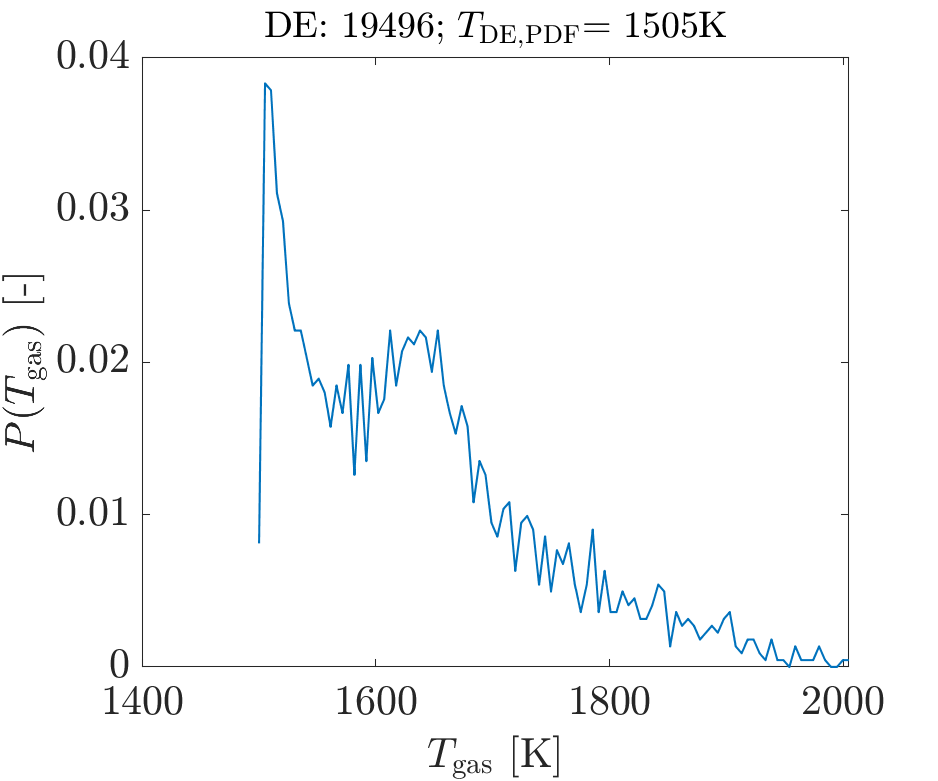 DE: 19496; T_DE,PDF= 1505K
0.04
0.03
0.02
0.01
0
P(T_gas) [-]
1400 1600 1800 2000
T_gas [K]